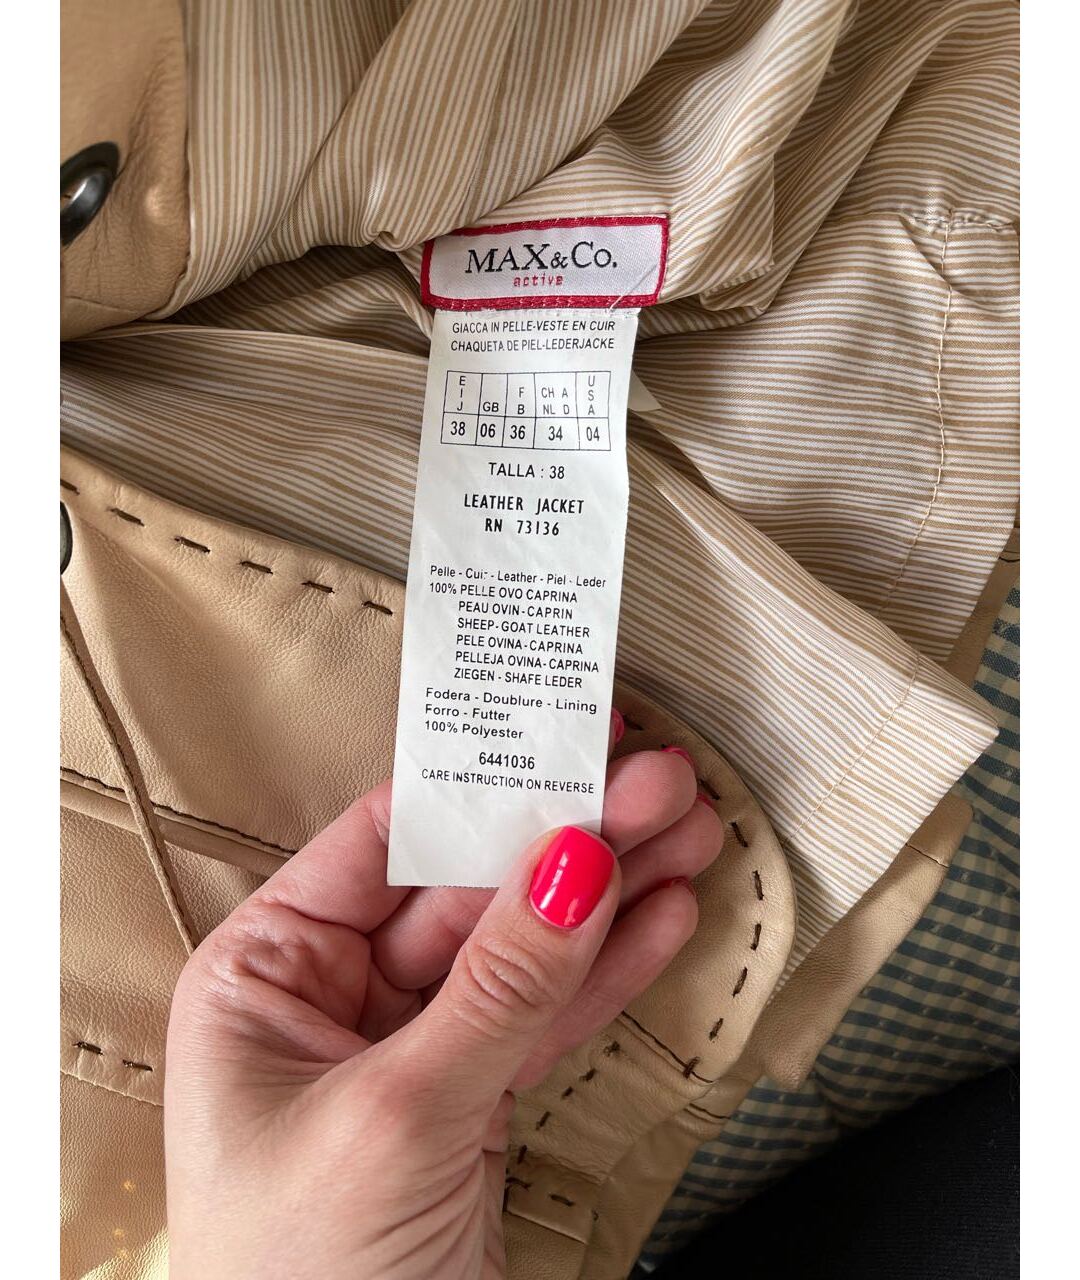 MAX&Co.
active
GIACCA IN PELLE-VESTE EN CUIR
CHAQUETA DE PIEL-LEDERJACKE
E I J GB F B CH A NL D U S A
38 06 36 34 04
TALLA : 38
LEATHER JACKET
RN 73136
Pelle - Cuir - Leather - Piel - Leder
100% PELLE OVO CAPRINA
PEAU OVIN-CAPRIN
SHEEP-GOAT LEATHER
PELE OVINA-CAPRINA
PELLEJA OVINA-CAPRINA
ZIEGEN - SHAFE LEDER
Fodera - Doublure - Lining
Forro - Futter
100% Polyester
6441036
CARE INSTRUCTION ON REVERSE